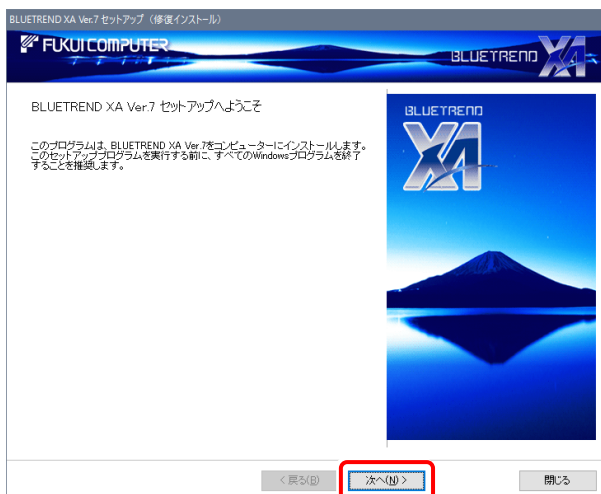 BLUETREND XA Ver.7 セットアップ（修復インストール）
FUKUI COMPUTER
BLUETREND XA
BLUETREND XA Ver.7 セットアップへようこそ
BLUETREND
XA
このプログラムは、BLUETREND XA Ver.7をコンピューターにインストールします。
このセットアッププログラムを実行する前に、すべてのWindowsプログラムを終了
することを推奨します。
< 戻る(B)
次へ(N) >
閉じる